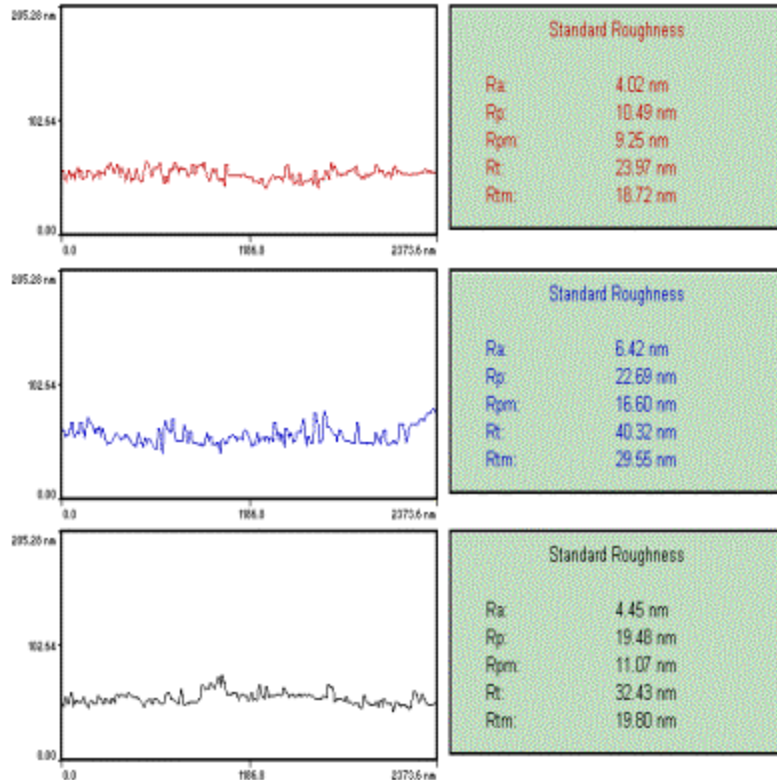 205.28 nm
102.64
0.00
0.0 1186.8 2373.6 nm
Standard Roughness
Ra: 4.02 nm
Rp: 10.49 nm
Rpm: 9.25 nm
Rt: 23.97 nm
Rtm: 18.72 nm
205.28 nm
102.64
0.00
0.0 1186.8 2373.6 nm
Standard Roughness
Ra: 6.42 nm
Rp: 22.69 nm
Rpm: 16.60 nm
Rt: 40.32 nm
Rtm: 29.55 nm
205.28 nm
102.64
0.00
0.0 1186.8 2373.6 nm
Standard Roughness
Ra: 4.45 nm
Rp: 19.48 nm
Rpm: 11.07 nm
Rt: 32.43 nm
Rtm: 19.80 nm